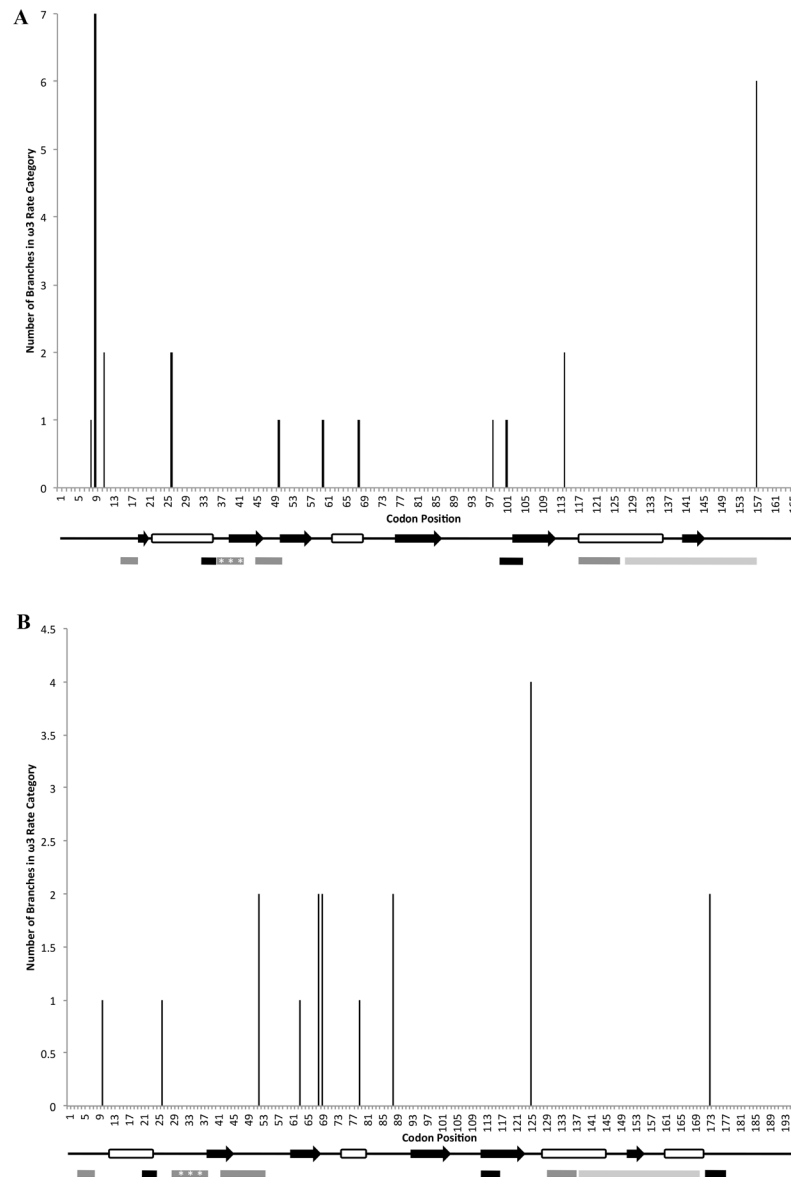 A
7
6
5
4
3
2
1
0
Number of Branches in ω3 Rate Category
1 5 9 13 17 21 25 29 33 37 41 45 49 53 57 61 65 69 73 77 81 85 89 93 97 101 105 109 113 117 121 125 129 133 137 141 145 149 153 157 161
Codon Position
* * *
B
4.5
4
3.5
3
2.5
2
1.5
1
0.5
0
Number of Branches in ω3 Rate Category
1 5 9 13 17 21 25 29 33 37 41 45 49 53 57 61 65 69 73 77 81 85 89 93 97 101 105 109 113 117 121 125 129 133 137 141 145 149 153 157 161 165 169 173 177 181 185 189 193
Codon Position
* * *